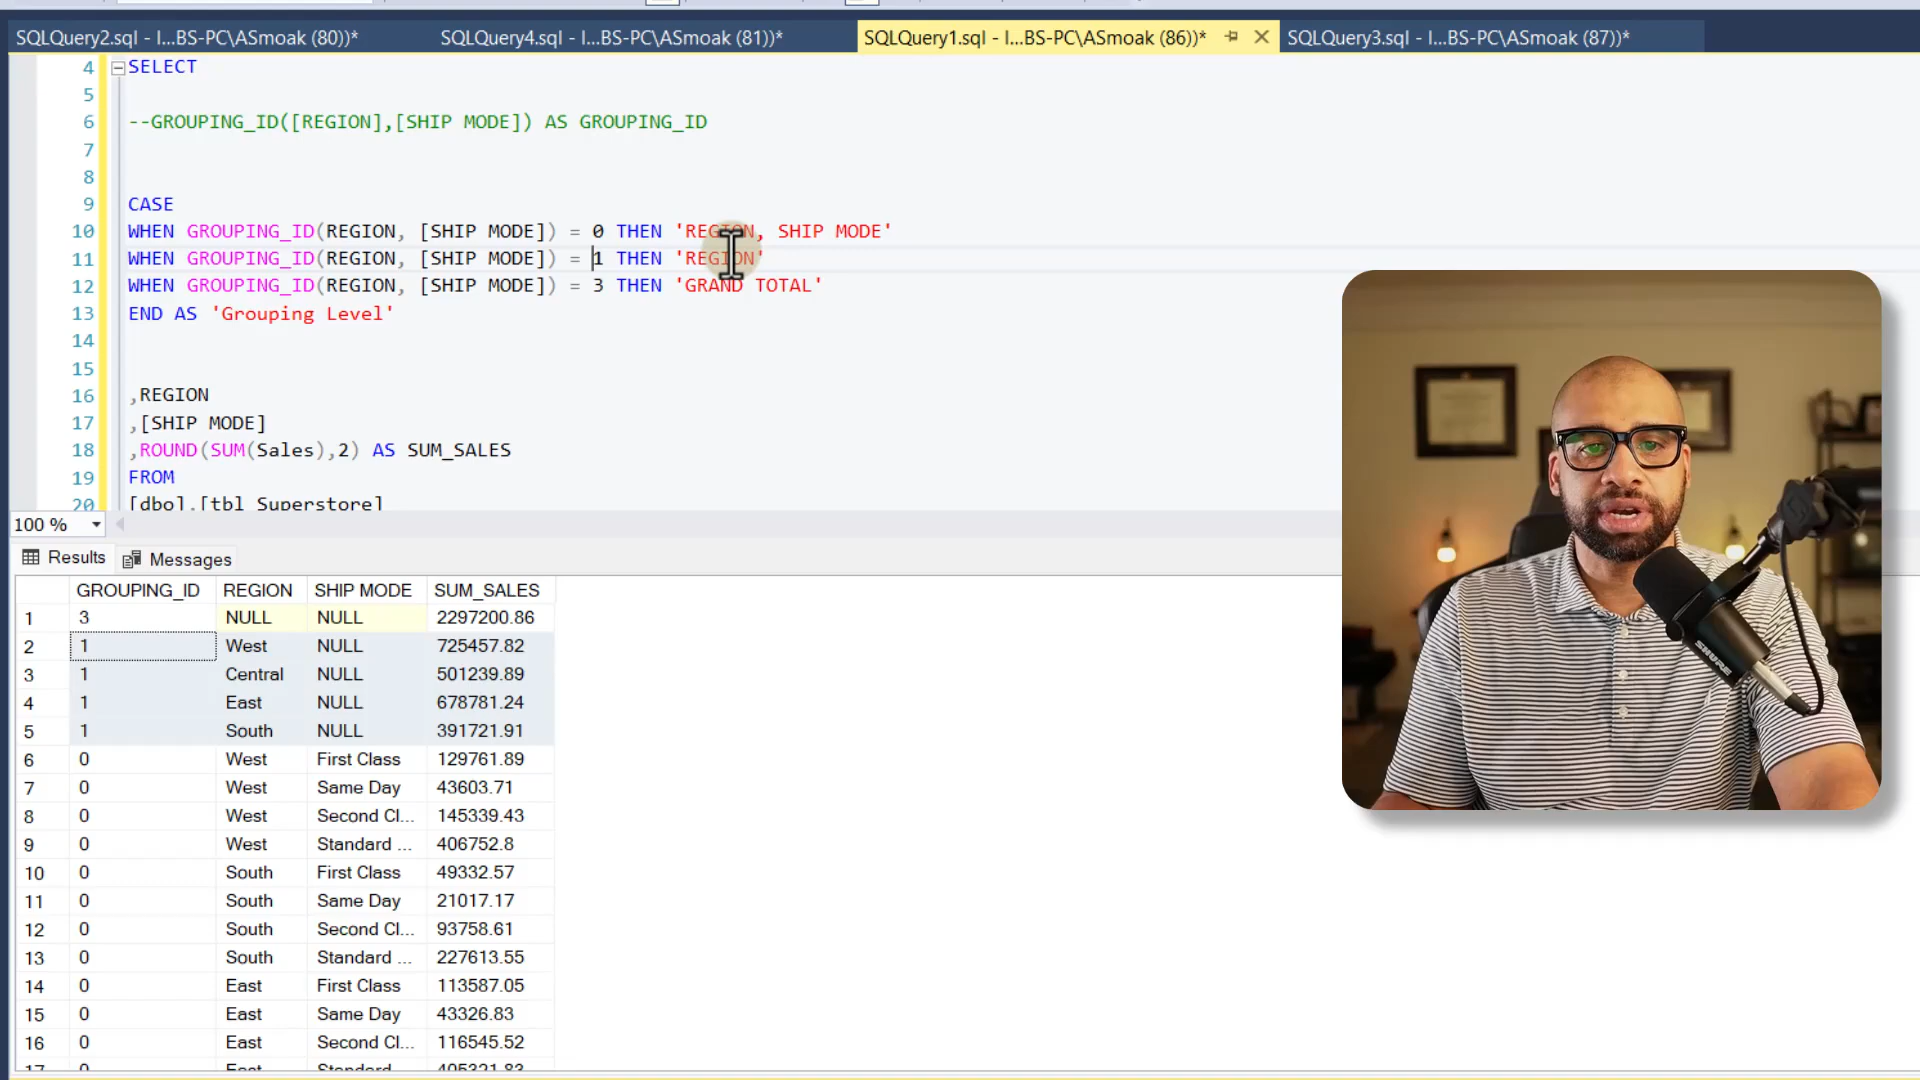 SQLQuery2.sql - I...BS-PC\ASmoak (80))*
SQLQuery4.sql - I...BS-PC\ASmoak (81))*
SQLQuery1.sql - I...BS-PC\ASmoak (86))*
SQLQuery3.sql - I...BS-PC\ASmoak (87))*
4 SELECT
5
6 --GROUPING_ID([REGION],[SHIP MODE]) AS GROUPING_ID
7
8
9 CASE
10 WHEN GROUPING_ID(REGION, [SHIP MODE]) = 0 THEN 'REGION, SHIP MODE'
11 WHEN GROUPING_ID(REGION, [SHIP MODE]) = 1 THEN 'REGION'
12 WHEN GROUPING_ID(REGION, [SHIP MODE]) = 3 THEN 'GRAND TOTAL'
13 END AS 'Grouping Level'
14
15
16 ,REGION
17 ,[SHIP MODE]
18 ,ROUND(SUM(Sales),2) AS SUM_SALES
19 FROM
20 [dbo].[tbl_Superstore]
100 %
Results Messages
GROUPING_ID REGION SHIP MODE SUM_SALES
1 3 NULL NULL 2297200.86
2 1 West NULL 725457.82
3 1 Central NULL 501239.89
4 1 East NULL 678781.24
5 1 South NULL 391721.91
6 0 West First Class 129761.89
7 0 West Same Day 43603.71
8 0 West Second Cl... 145339.43
9 0 West Standard ... 406752.8
10 0 South First Class 49332.57
11 0 South Same Day 21017.17
12 0 South Second Cl... 93758.61
13 0 South Standard ... 227613.55
14 0 East First Class 113587.05
15 0 East Same Day 43326.83
16 0 East Second Cl... 116545.52
17 0 East Standard ... 405321.83
SHURE